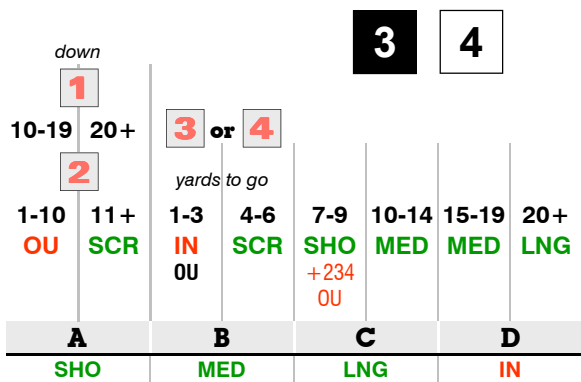 3 4
down
1
10-19 20+ 3 or 4
2 yards to go
1-10 11+ 1-3 4-6 7-9 10-14 15-19 20+
OU SCR IN SCR SHO MED MED LNG
OU +234
OU
A B C D
SHO MED LNG IN